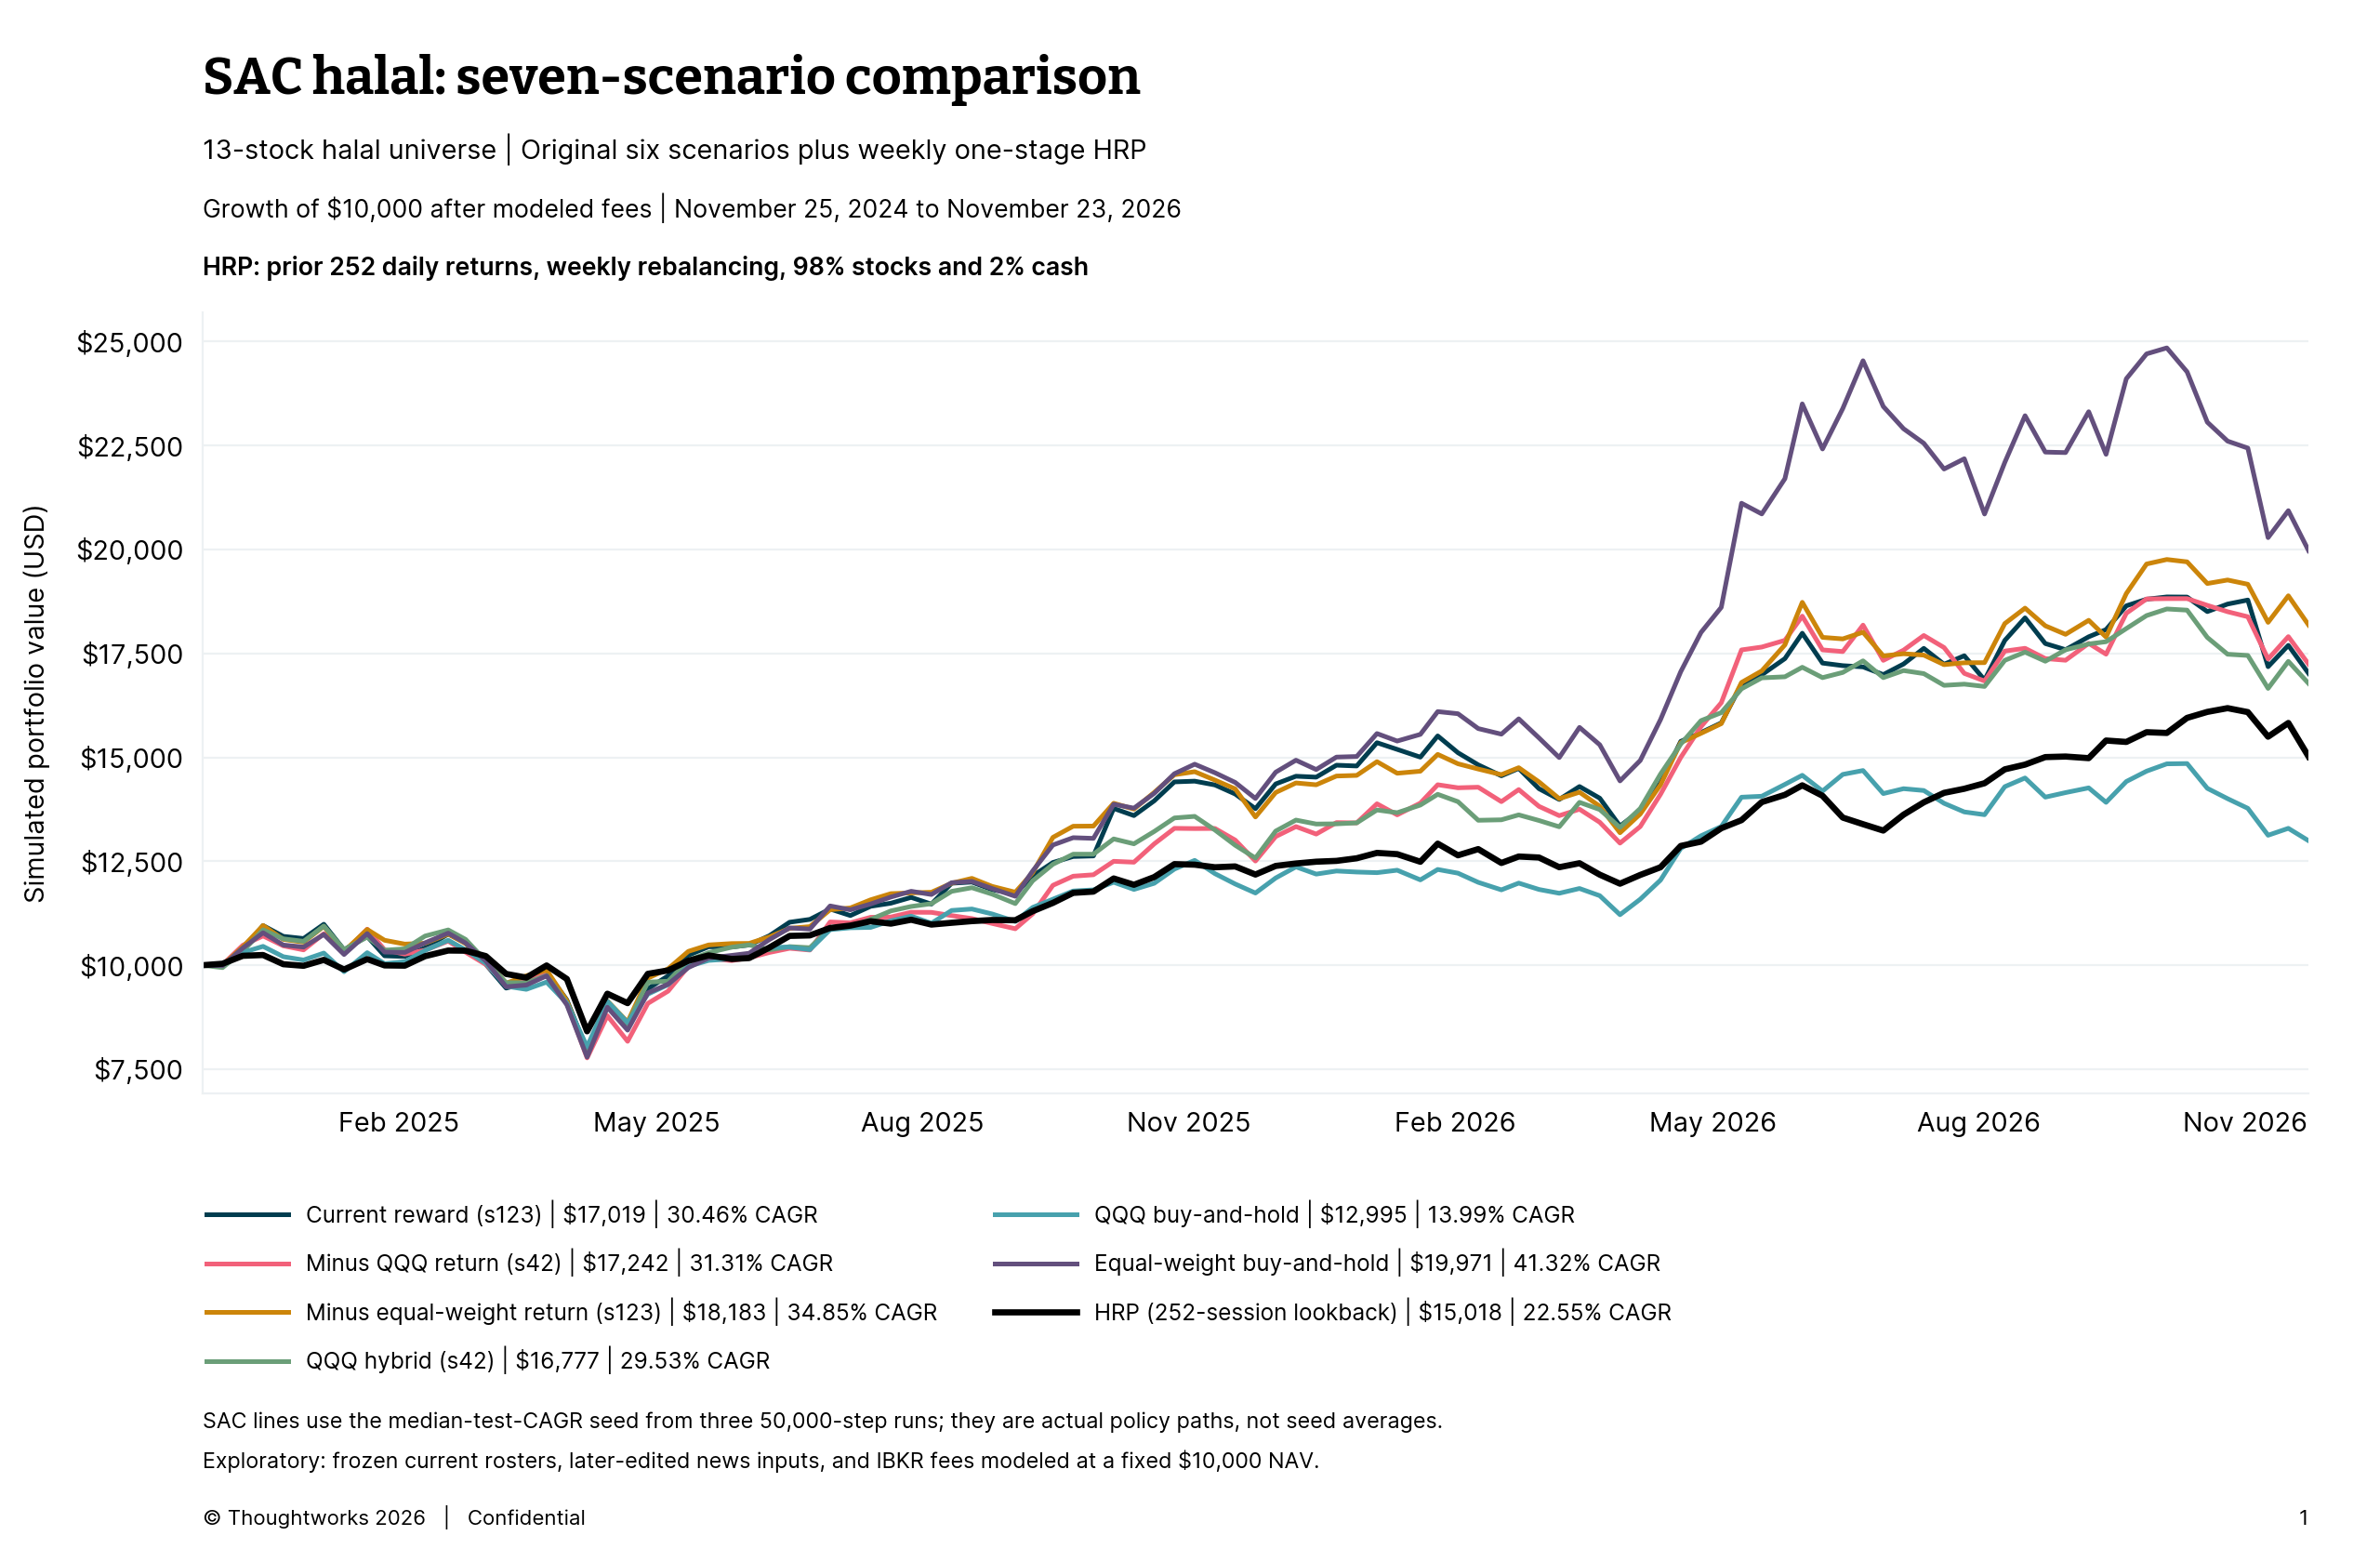 SAC halal: seven-scenario comparison
13-stock halal universe | Original six scenarios plus weekly one-stage HRP
Growth of $10,000 after modeled fees | November 25, 2024 to November 23, 2026
HRP: prior 252 daily returns, weekly rebalancing, 98% stocks and 2% cash
Simulated portfolio value (USD)
$25,000
$22,500
$20,000
$17,500
$15,000
$12,500
$10,000
$7,500
Feb 2025 May 2025 Aug 2025 Nov 2025 Feb 2026 May 2026 Aug 2026 Nov 2026
Current reward (s123) | $17,019 | 30.46% CAGR
Minus QQQ return (s42) | $17,242 | 31.31% CAGR
Minus equal-weight return (s123) | $18,183 | 34.85% CAGR
QQQ hybrid (s42) | $16,777 | 29.53% CAGR
QQQ buy-and-hold | $12,995 | 13.99% CAGR
Equal-weight buy-and-hold | $19,971 | 41.32% CAGR
HRP (252-session lookback) | $15,018 | 22.55% CAGR
SAC lines use the median-test-CAGR seed from three 50,000-step runs; they are actual policy paths, not seed averages.
Exploratory: frozen current rosters, later-edited news inputs, and IBKR fees modeled at a fixed $10,000 NAV.
© Thoughtworks 2026 | Confidential
1